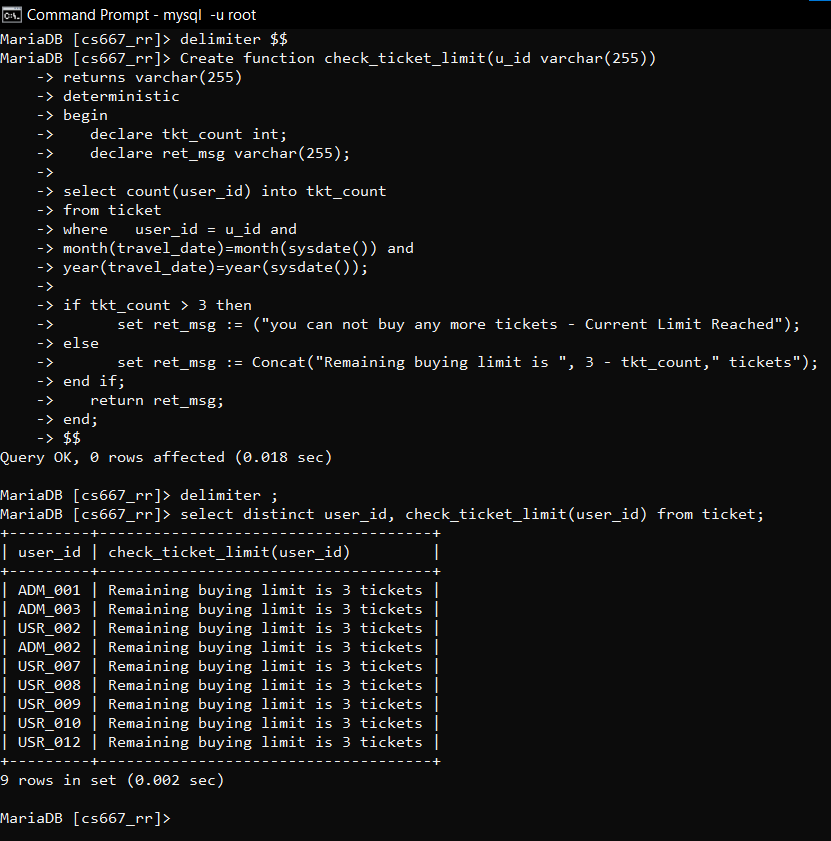 Command Prompt - mysql  -u root
MariaDB [cs667_rr]> delimiter $$
MariaDB [cs667_rr]> Create function check_ticket_limit(u_id varchar(255))
    -> returns varchar(255)
    -> deterministic
    -> begin
    ->    declare tkt_count int;
    ->    declare ret_msg varchar(255);
    ->
    -> select count(user_id) into tkt_count
    -> from ticket
    -> where   user_id = u_id and
    -> month(travel_date)=month(sysdate()) and
    -> year(travel_date)=year(sysdate());
    ->
    -> if tkt_count > 3 then
    ->       set ret_msg := ("you can not buy any more tickets - Current Limit Reached");
    -> else
    ->       set ret_msg := Concat("Remaining buying limit is ", 3 - tkt_count," tickets");
    -> end if;
    ->    return ret_msg;
    -> end;
    -> $$
Query OK, 0 rows affected (0.018 sec)

MariaDB [cs667_rr]> delimiter ;
MariaDB [cs667_rr]> select distinct user_id, check_ticket_limit(user_id) from ticket;
+---------+-------------------------------------+
| user_id | check_ticket_limit(user_id)         |
+---------+-------------------------------------+
| ADM_001 | Remaining buying limit is 3 tickets |
| ADM_003 | Remaining buying limit is 3 tickets |
| USR_002 | Remaining buying limit is 3 tickets |
| ADM_002 | Remaining buying limit is 3 tickets |
| USR_007 | Remaining buying limit is 3 tickets |
| USR_008 | Remaining buying limit is 3 tickets |
| USR_009 | Remaining buying limit is 3 tickets |
| USR_010 | Remaining buying limit is 3 tickets |
| USR_012 | Remaining buying limit is 3 tickets |
+---------+-------------------------------------+
9 rows in set (0.002 sec)

MariaDB [cs667_rr]>